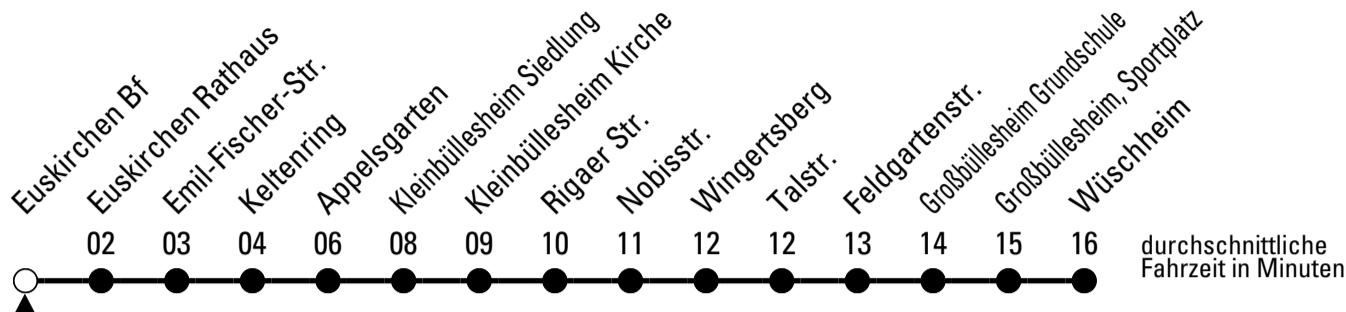 Euskirchen Bf
Euskirchen Rathaus
Emil-Fischer-Str.
Keltenring
Appelsgarten
Kleinbüllesheim Siedlung
Kleinbüllesheim Kirche
Rigaer Str.
Nobisstr.
Wingertsberg
Talstr.
Feldgartenstr.
Großbüllesheim Grundschule
Großbüllesheim, Sportplatz
Wüschheim
02 03 04 06 08 09 10 11 12 12 13 14 15 16
durchschnittliche
Fahrzeit in Minuten